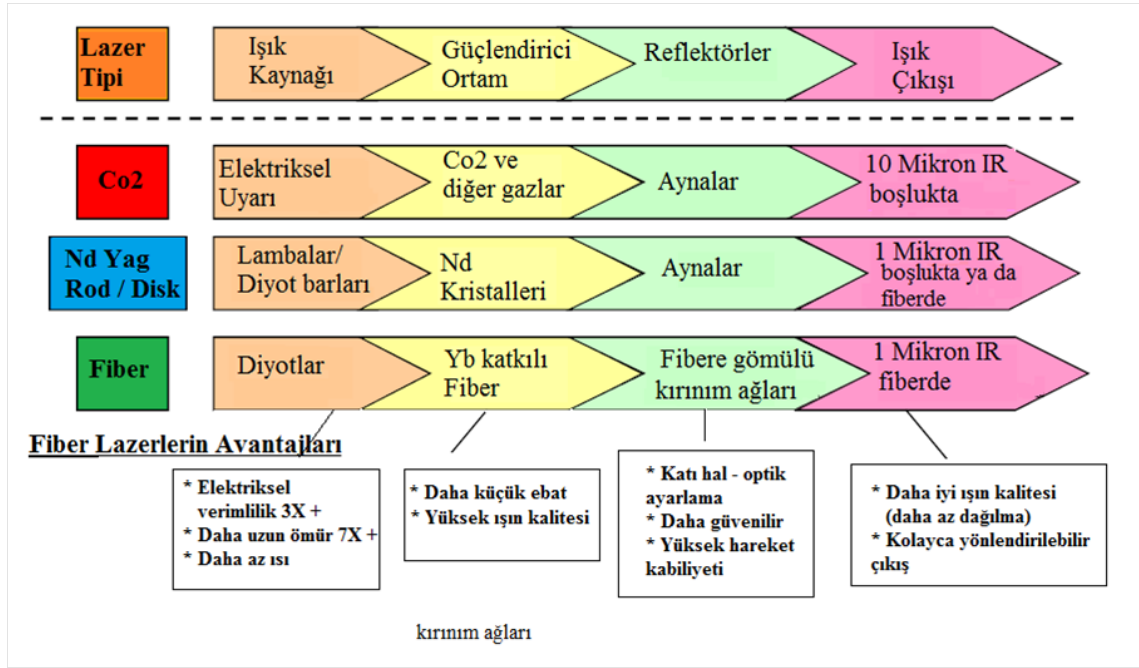 Lazer
Tipi
Işık
Kaynağı
Güçlendirici
Ortam
Reflektörler
Işık
Çıkışı
Co2
Elektriksel
Uyarı
Co2 ve
diğer gazlar
Aynalar
10 Mikron IR
boşlukta
Nd Yag
Rod / Disk
Lambalar/
Diyot barları
Nd
Kristalleri
Aynalar
1 Mikron IR
boşlukta ya da
fiberde
Fiber
Diyotlar
Yb katkılı
Fiber
Fibere gömülü
kırınım ağları
1 Mikron IR
fiberde
Fiber Lazerlerin Avantajları
* Elektriksel
verimlilik 3X +
* Daha uzun ömür 7X +
* Daha az ısı
* Daha küçük ebat
* Yüksek ışın kalitesi
* Katı hal - optik
ayarlama
* Daha güvenilir
* Yüksek hareket
kabiliyeti
* Daha iyi ışın kalitesi
(daha az dağılma)
* Kolayca yönlendirilebilir
çıkış
kırınım ağları